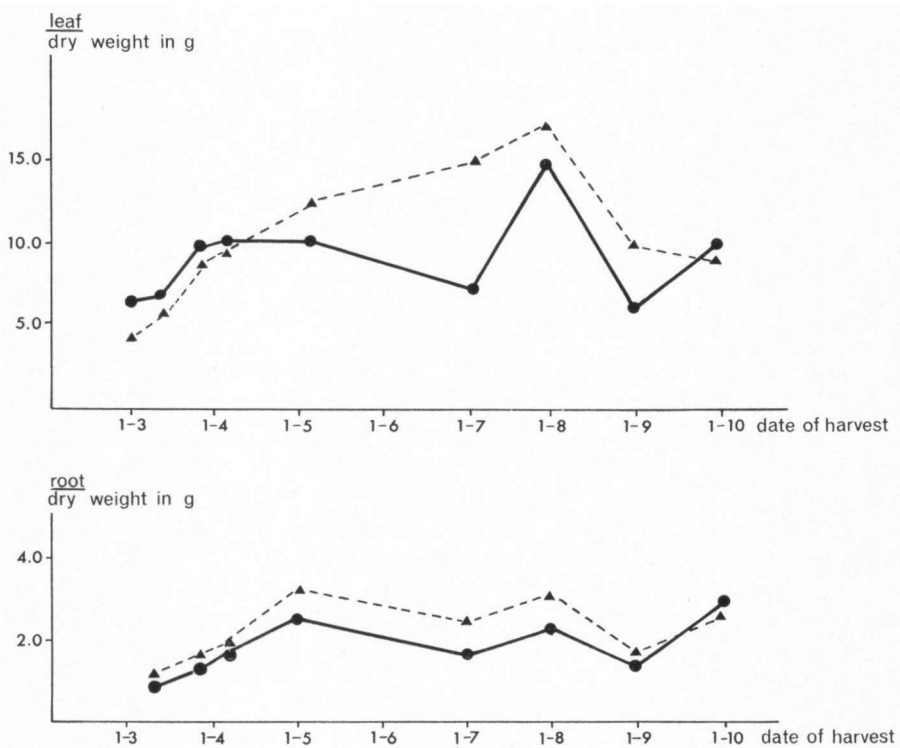 leaf
dry weight in g
15.0
10.0
5.0
1-3 1-4 1-5 1-6 1-7 1-8 1-9 1-10 date of harvest
root
dry weight in g
4.0
2.0
1-3 1-4 1-5 1-6 1-7 1-8 1-9 1-10 date of harvest